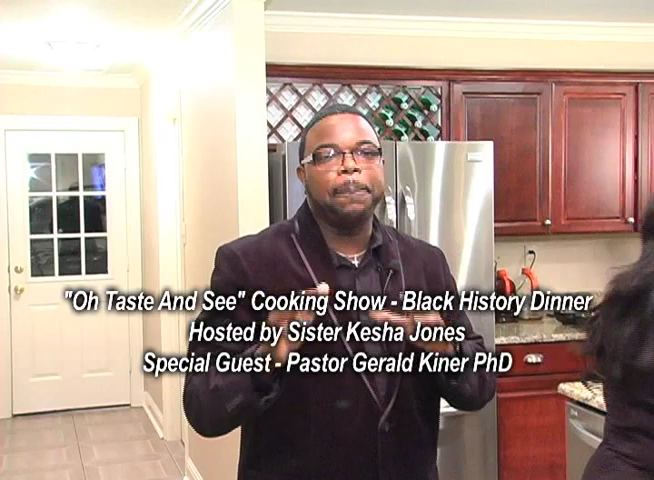 "Oh Taste And See" Cooking Show - Black History Dinner
Hosted by Sister Kesha Jones
Special Guest - Pastor Gerald Kiner PhD